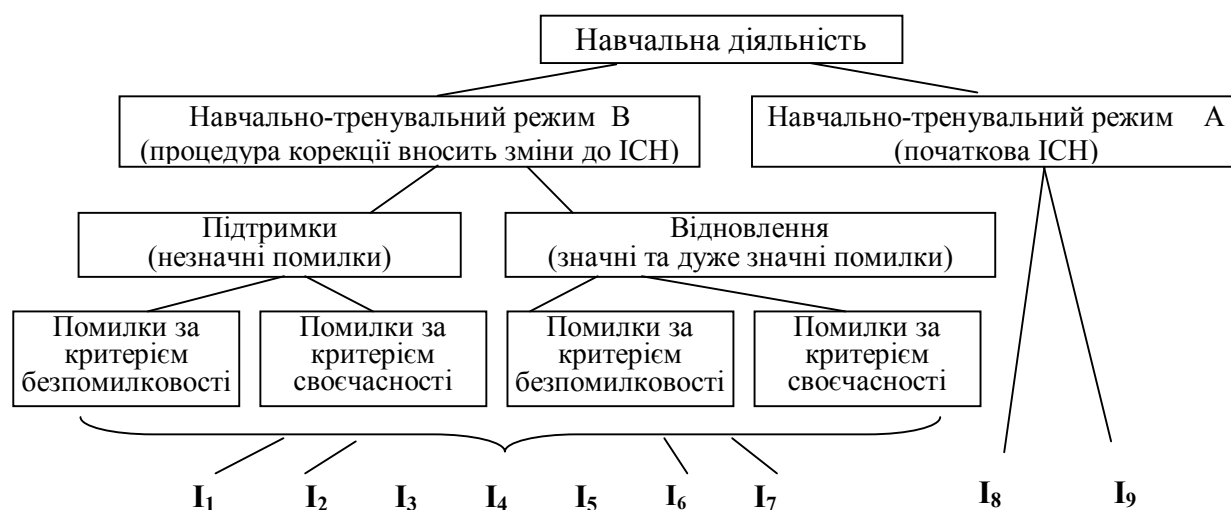 Навчальна діяльність
Навчально-тренувальний режим В
(процедура корекції вносить зміни до ІСН)
Навчально-тренувальний режим А
(початкова ІСН)
Підтримки
(незначні помилки)
Відновлення
(значні та дуже значні помилки)
Помилки за
критерієм
безпомилковості
Помилки за
критерієм
своєчасності
Помилки за
критерієм
безпомилковості
Помилки за
критерієм
своєчасності
I₁ I₂ I₃ I₄ I₅ I₆ I₇ I₈ I₉